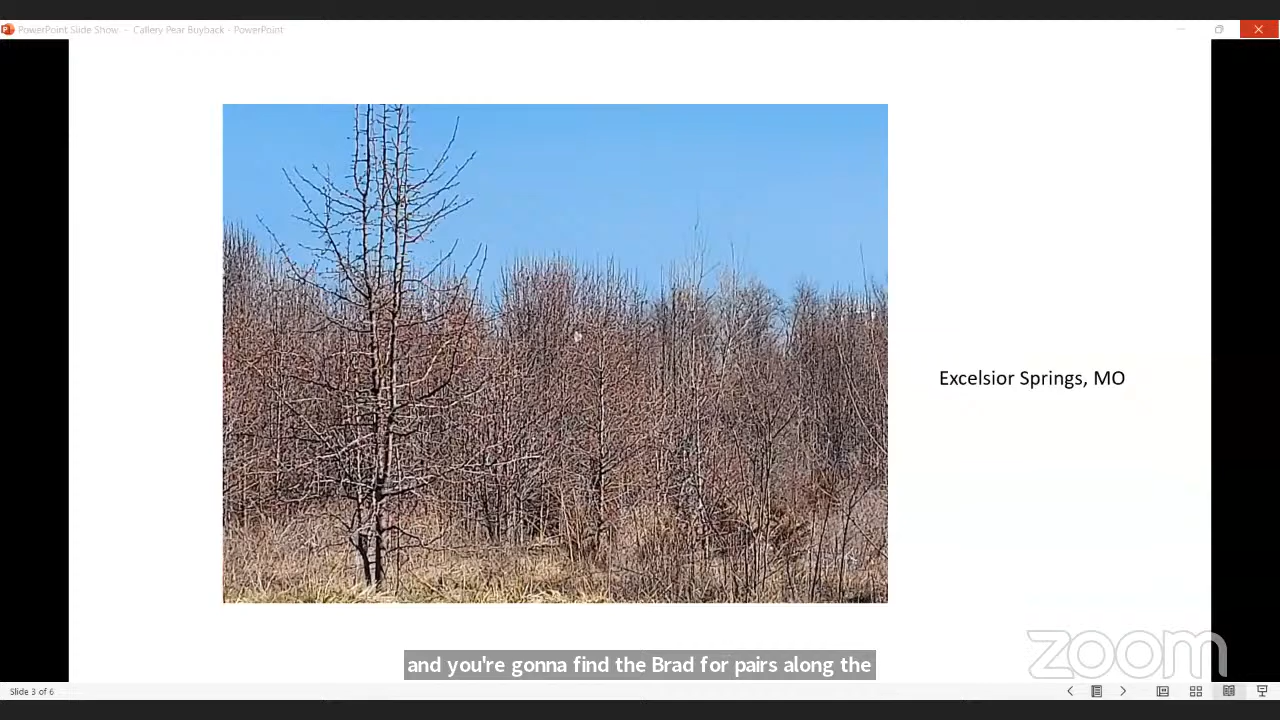 PowerPoint Slide Show - Callery Pear Buyback - PowerPoint
Excelsior Springs, MO
and you're gonna find the Brad for pairs along the
zoom
Slide 3 of 6